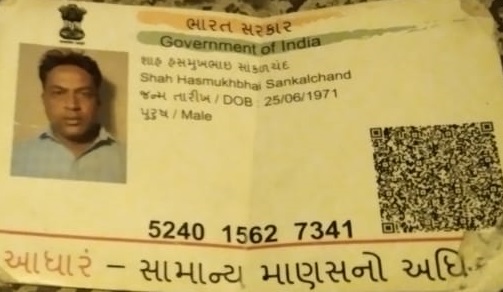 ભારત સરકાર
Government of India
શાહ હસમુખભાઇ સાંકળચંદ
Shah Hasmukhbhai Sankalchand
જન્મ તારીખ / DOB : 25/06/1971
પુરુષ / Male
5240 1562 7341
આધાર – સામાન્ય માણસનો અધિ